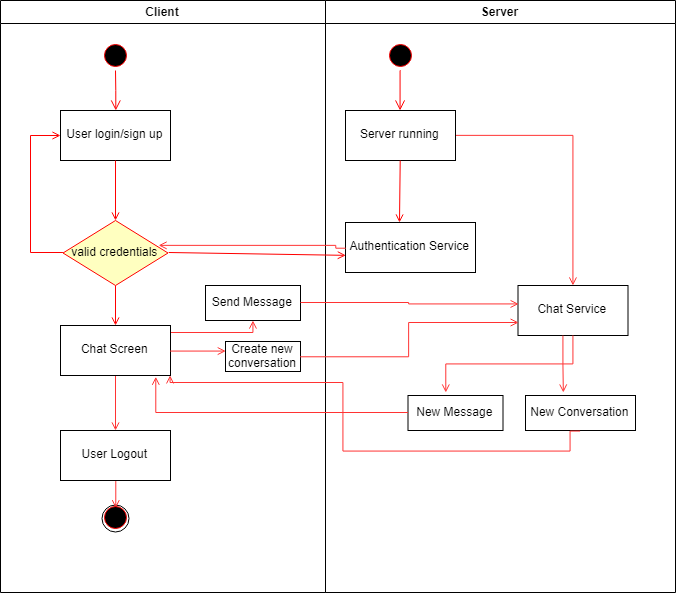 Client
Server
User login/sign up
Server running
valid credentials
Authentication Service
Send Message
Chat Service
Chat Screen
Create new
conversation
New Message
New Conversation
User Logout